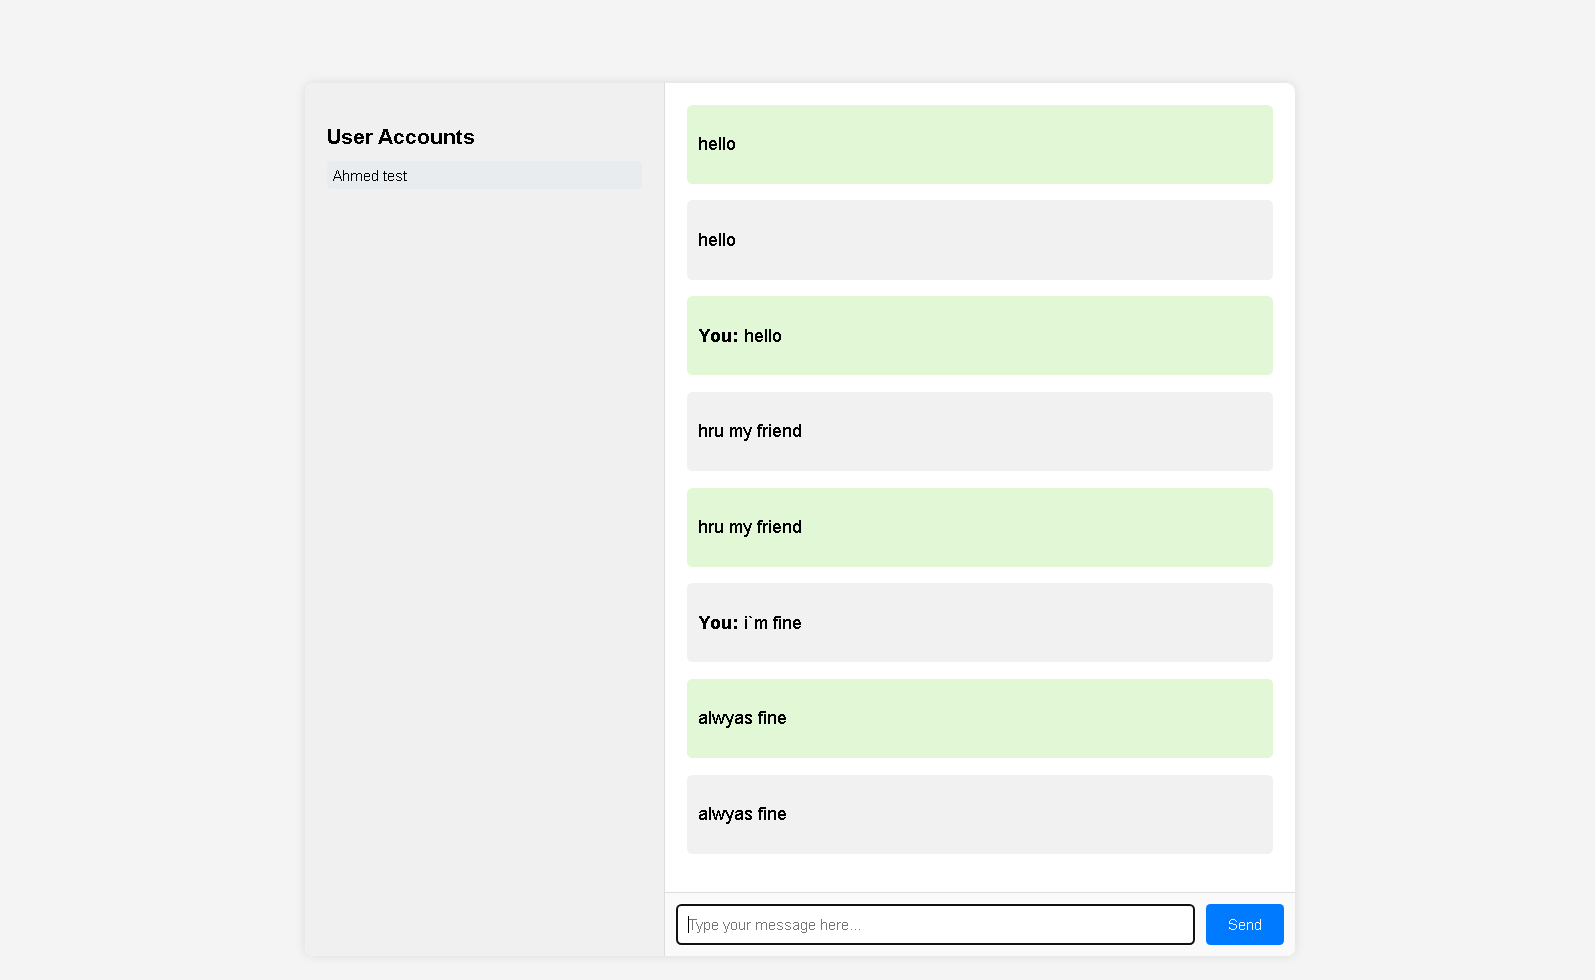 User Accounts
Ahmed test
hello
hello
You: hello
hru my friend
hru my friend
You: i`m fine
alwyas fine
alwyas fine
Type your message here...
Send